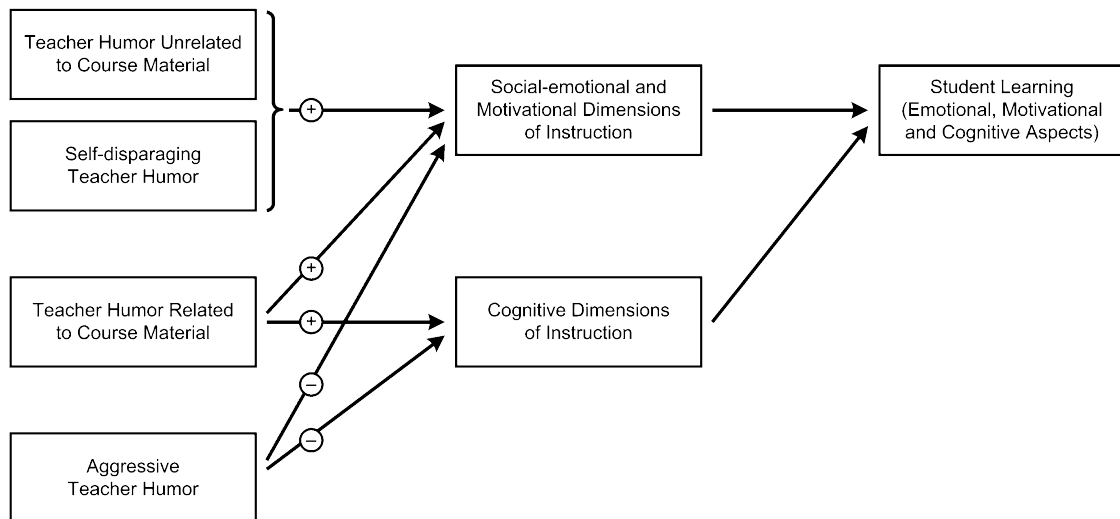 Teacher Humor Unrelated
to Course Material
Self-disparaging
Teacher Humor
Teacher Humor Related
to Course Material
Aggressive
Teacher Humor
+
+
+
−
−
Social-emotional and
Motivational Dimensions
of Instruction
Cognitive Dimensions
of Instruction
Student Learning
(Emotional, Motivational
and Cognitive Aspects)